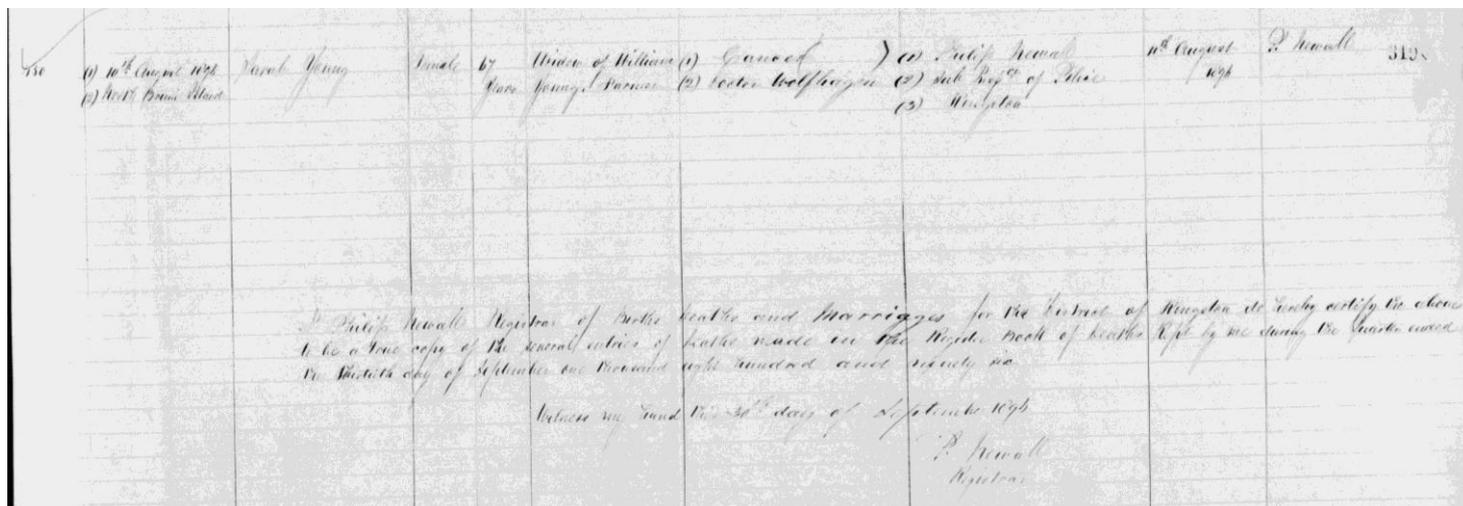 (1) 10th August 1896 Sarah Young Female 67 Widow of William (1) (1) Philip Newall 11th August P. Newall 319
(2) North Bruni Island Years Young, Farmer (2) Doctor Wolfhagen (2) Sub Inspr of Police 1896
(3) Kingston
I Philip Newall Registrar of Births Deaths and Marriages for the District of Kingston do hereby certify the above
to be a true copy of the several entries of Deaths made in the Register Book of Deaths Kept by me during the Quarter ended
the thirtieth day of September one thousand eight hundred and ninety six
Witness my hand this 30th day of September 1896
P. Newall
Registrar